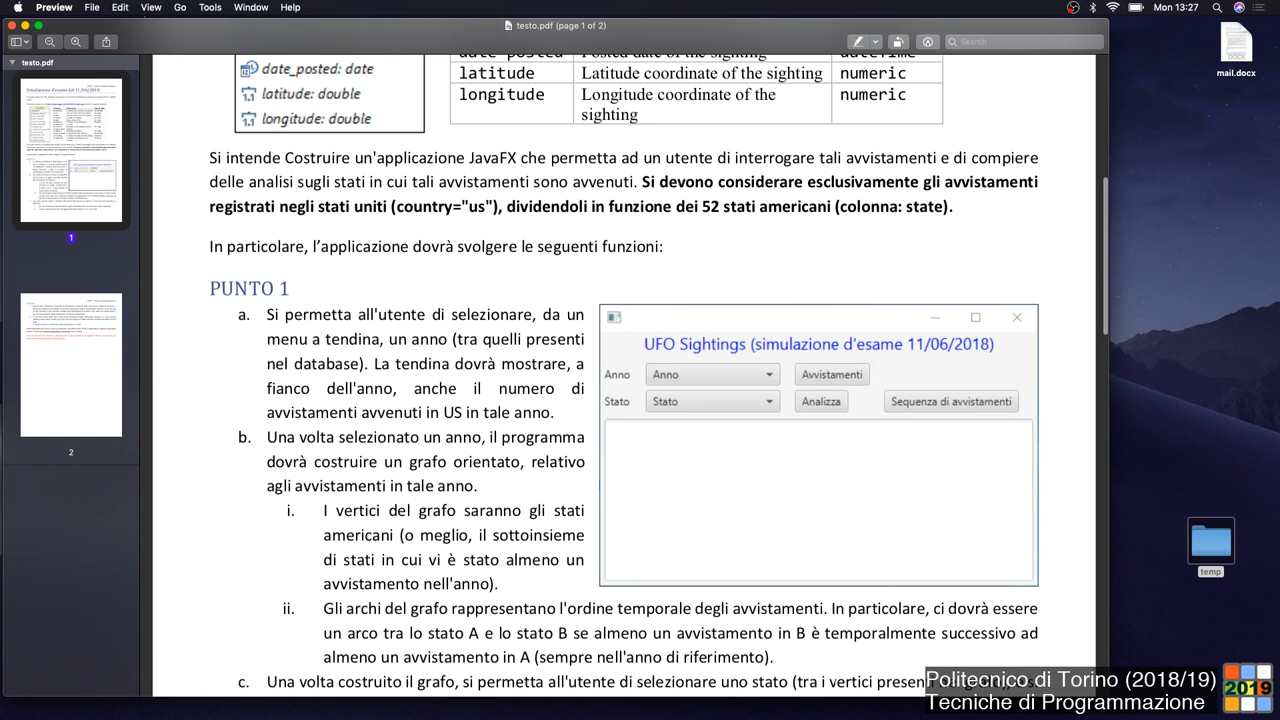 Preview File Edit View Go Tools Window Help Mon 13:27
testo.pdf (page 1 of 2)
Search
testo.pdf
1
2
mail.docx
temp
date_posted: date
latitude: double
longitude: double
latitude Latitude coordinate of the sighting numeric
longitude Longitude coordinate of the numeric
sighting
Si intende Costruire un'applicazione JavaFX che permetta ad un utente di interrogare tali avvistamenti e di compiere
delle analisi sugli stati in cui tali avvistamenti sono avvenuti. Si devono considerare esclusivamente gli avvistamenti
registrati negli stati uniti (country="us"), dividendoli in funzione dei 52 stati americani (colonna: state).
In particolare, l'applicazione dovrà svolgere le seguenti funzioni:
PUNTO 1
a. Si permetta all'utente di selezionare, da un
menu a tendina, un anno (tra quelli presenti
nel database). La tendina dovrà mostrare, a
fianco dell'anno, anche il numero di
avvistamenti avvenuti in US in tale anno.
b. Una volta selezionato un anno, il programma
dovrà costruire un grafo orientato, relativo
agli avvistamenti in tale anno.
i. I vertici del grafo saranno gli stati
americani (o meglio, il sottoinsieme
di stati in cui vi è stato almeno un
avvistamento nell'anno).
UFO Sightings (simulazione d'esame 11/06/2018)
Anno Anno Avvistamenti
Stato Stato Analizza Sequenza di avvistamenti
ii. Gli archi del grafo rappresentano l'ordine temporale degli avvistamenti. In particolare, ci dovrà essere
un arco tra lo stato A e lo stato B se almeno un avvistamento in B è temporalmente successivo ad
almeno un avvistamento in A (sempre nell'anno di riferimento).
c. Una volta costruito il grafo, si permetta all'utente di selezionare uno stato (tra i vertici
Politecnico di Torino (2018/19)
Tecniche di Programmazione
2019